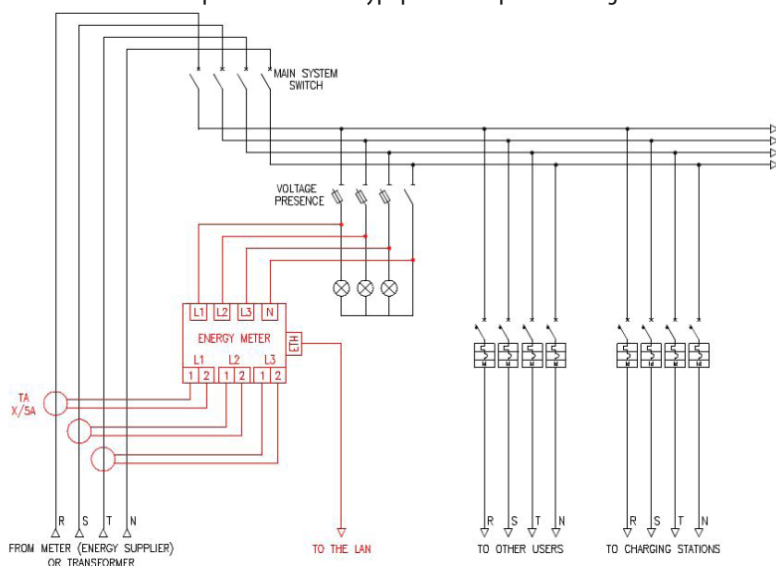 MAIN SYSTEM
SWITCH
VOLTAGE
PRESENCE
L1 L2 L3 N
ENERGY METER
ETH
L1 L2 L3
1 2 1 2 1 2
TA
X/5A
R S T N
FROM METER (ENERGY SUPPLIER)
OR TRANSFORMER
TO THE LAN
R S T N
TO OTHER USERS
R S T N
TO CHARGING STATIONS